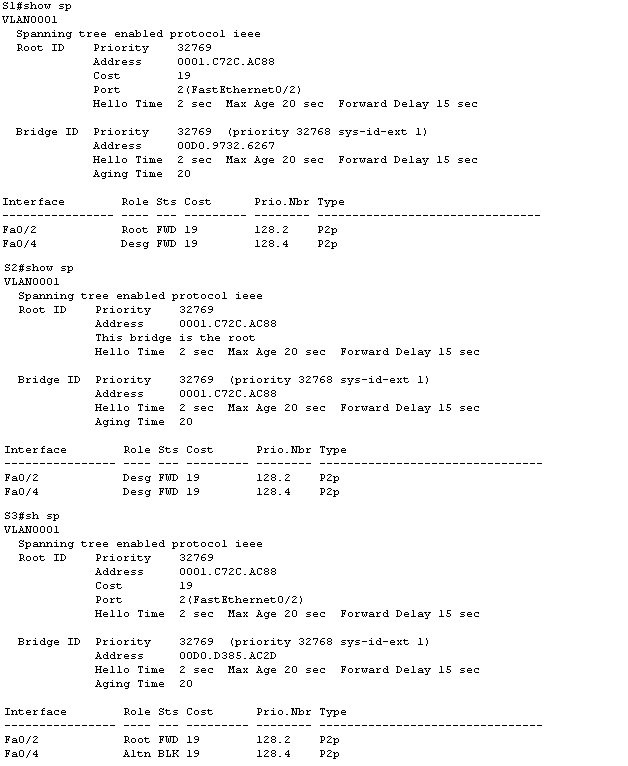 S1#show sp
VLAN0001
Spanning tree enabled protocol ieee
Root ID Priority 32769
Address 0001.C72C.AC88
Cost 19
Port 2(FastEthernet0/2)
Hello Time 2 sec Max Age 20 sec Forward Delay 15 sec
Bridge ID Priority 32769 (priority 32768 sys-id-ext 1)
Address 00D0.9732.6267
Hello Time 2 sec Max Age 20 sec Forward Delay 15 sec
Aging Time 20
Interface Role Sts Cost Prio.Nbr Type
---------------- ---- --- --------- -------- --------------------------------
Fa0/2 Root FWD 19 128.2 P2p
Fa0/4 Desg FWD 19 128.4 P2p
S2#show sp
VLAN0001
Spanning tree enabled protocol ieee
Root ID Priority 32769
Address 0001.C72C.AC88
This bridge is the root
Hello Time 2 sec Max Age 20 sec Forward Delay 15 sec
Bridge ID Priority 32769 (priority 32768 sys-id-ext 1)
Address 0001.C72C.AC88
Hello Time 2 sec Max Age 20 sec Forward Delay 15 sec
Aging Time 20
Interface Role Sts Cost Prio.Nbr Type
---------------- ---- --- --------- -------- --------------------------------
Fa0/2 Desg FWD 19 128.2 P2p
Fa0/4 Desg FWD 19 128.4 P2p
S3#sh sp
VLAN0001
Spanning tree enabled protocol ieee
Root ID Priority 32769
Address 0001.C72C.AC88
Cost 19
Port 2(FastEthernet0/2)
Hello Time 2 sec Max Age 20 sec Forward Delay 15 sec
Bridge ID Priority 32769 (priority 32768 sys-id-ext 1)
Address 00D0.D385.AC2D
Hello Time 2 sec Max Age 20 sec Forward Delay 15 sec
Aging Time 20
Interface Role Sts Cost Prio.Nbr Type
---------------- ---- --- --------- -------- --------------------------------
Fa0/2 Root FWD 19 128.2 P2p
Fa0/4 Altn BLK 19 128.4 P2p